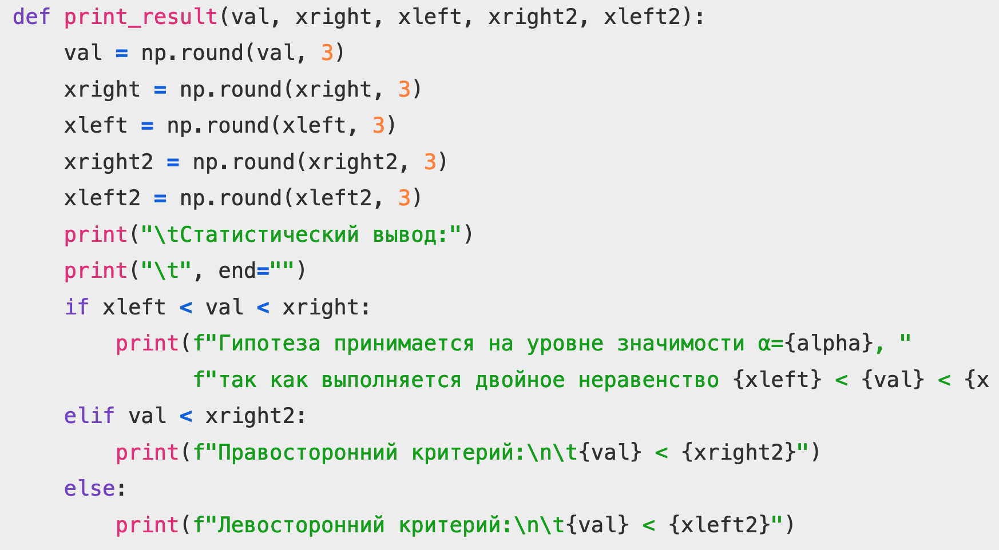 def print_result(val, xright, xleft, xright2, xleft2):
    val = np.round(val, 3)
    xright = np.round(xright, 3)
    xleft = np.round(xleft, 3)
    xright2 = np.round(xright2, 3)
    xleft2 = np.round(xleft2, 3)
    print("\tСтатистический вывод:")
    print("\t", end="")
    if xleft < val < xright:
        print(f"Гипотеза принимается на уровне значимости α={alpha}, "
              f"так как выполняется двойное неравенство {xleft} < {val} < {x
    elif val < xright2:
        print(f"Правосторонний критерий:\n\t{val} < {xright2}")
    else:
        print(f"Левосторонний критерий:\n\t{val} < {xleft2}")